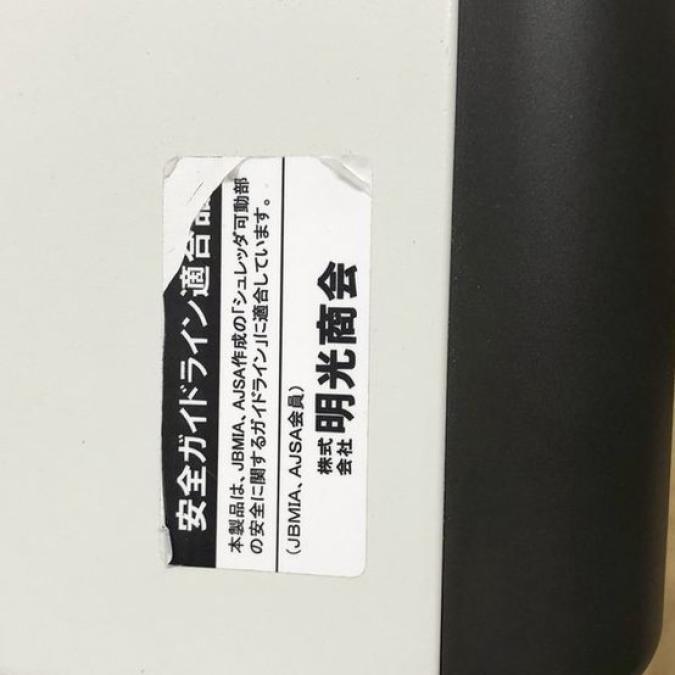 安全ガイドライン適合
本製品は、JBMIA、AJSA作成の「シュレッダ可動部
の安全に関するガイドライン」に適合しています。
（JBMIA、AJSA会員）
株式
会社 明光商会